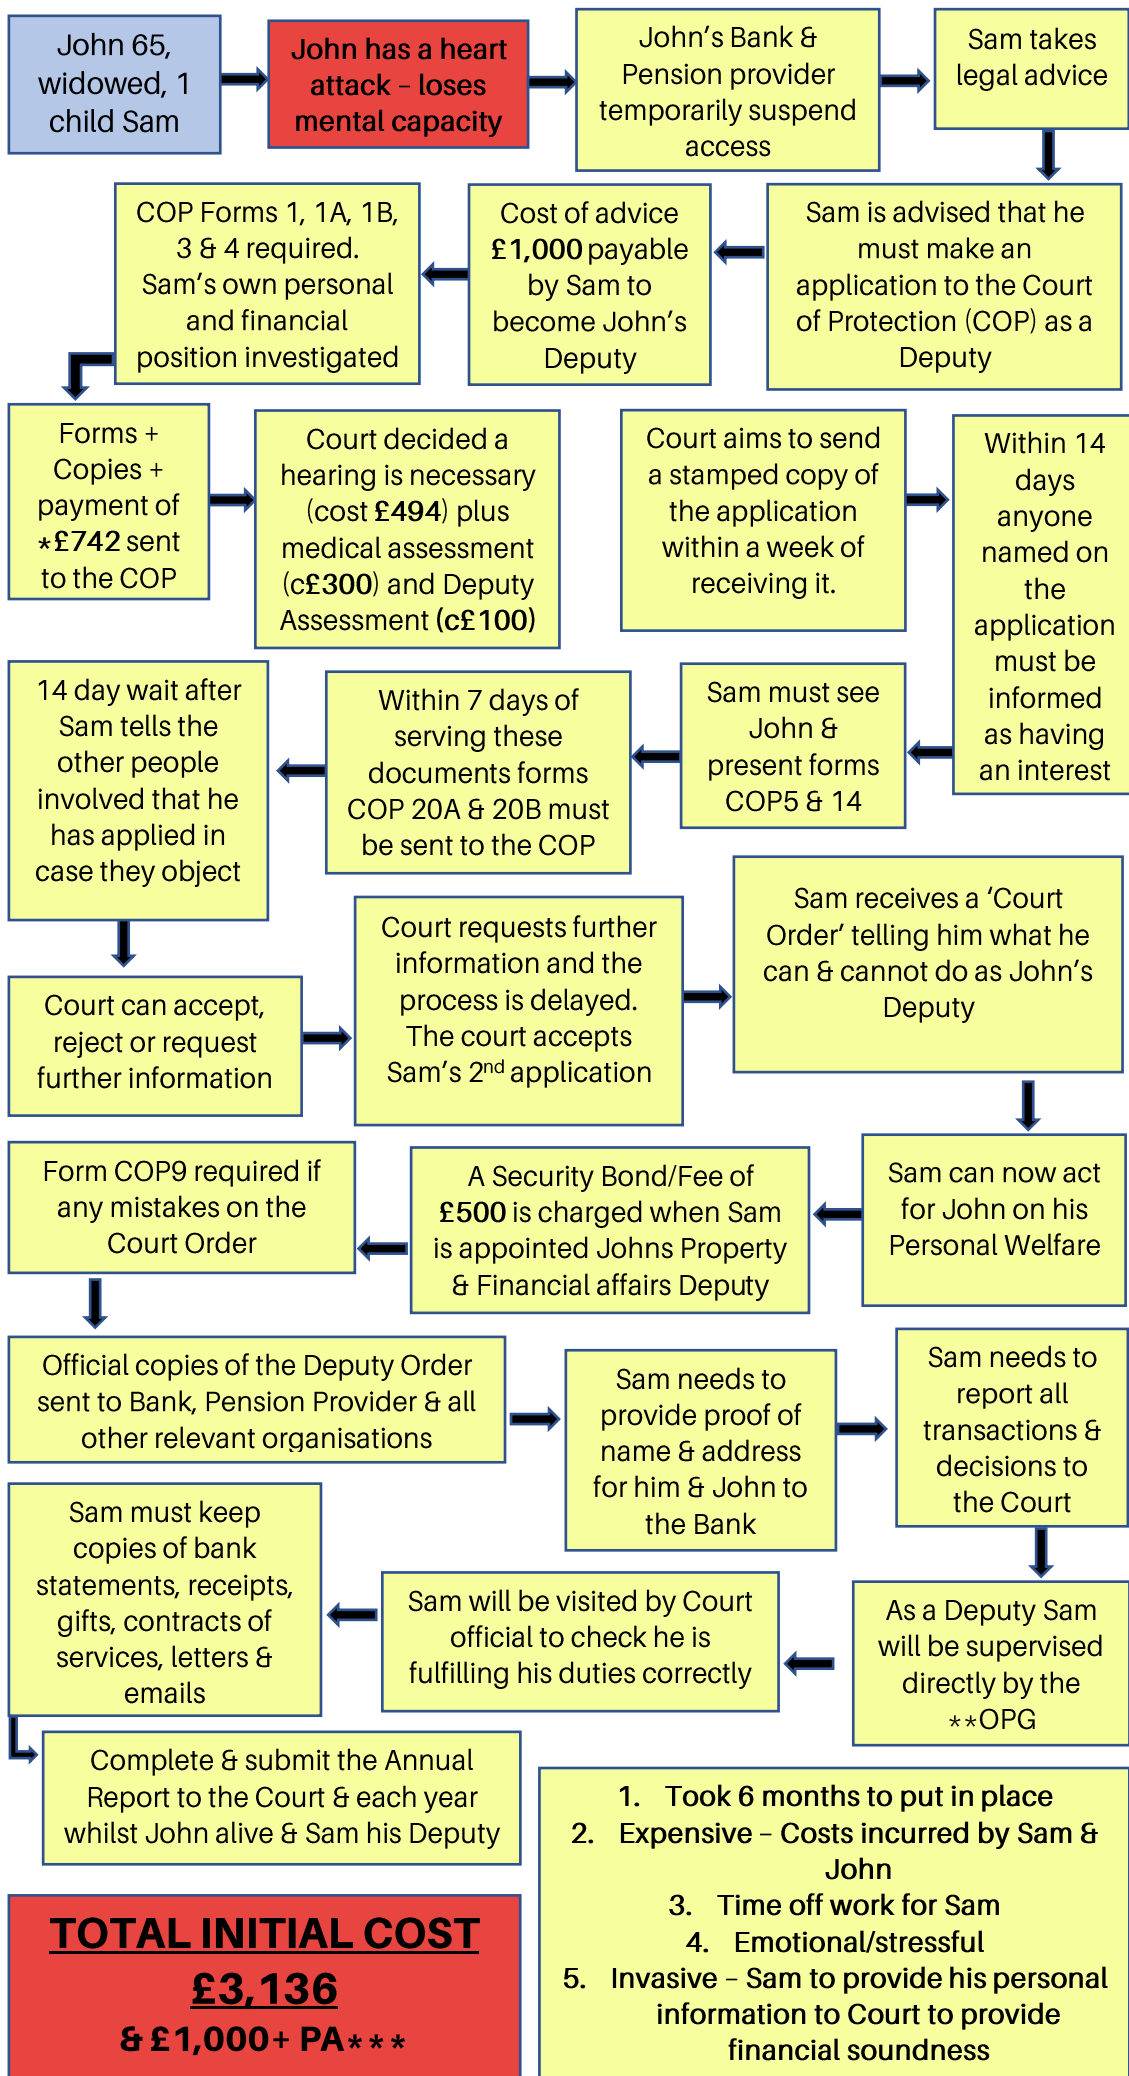 John 65,
widowed, 1
child Sam
John has a heart
attack – loses
mental capacity
John's Bank &
Pension provider
temporarily suspend
access
Sam takes
legal advice
Sam is advised that he
must make an
application to the Court
of Protection (COP) as a
Deputy
Cost of advice
£1,000 payable
by Sam to
become John's
Deputy
COP Forms 1, 1A, 1B,
3 & 4 required.
Sam's own personal
and financial
position investigated
Forms +
Copies +
payment of
*£742 sent
to the COP
Court decided a
hearing is necessary
(cost £494) plus
medical assessment
(c£300) and Deputy
Assessment (c£100)
Court aims to send
a stamped copy of
the application
within a week of
receiving it.
Within 14
days
anyone
named on
the
application
must be
informed
as having
an interest
Sam must see
John &
present forms
COP5 & 14
Within 7 days of
serving these
documents forms
COP 20A & 20B must
be sent to the COP
14 day wait after
Sam tells the
other people
involved that he
has applied in
case they object
Court can accept,
reject or request
further information
Court requests further
information and the
process is delayed.
The court accepts
Sam's 2nd application
Sam receives a ‘Court
Order’ telling him what he
can & cannot do as John's
Deputy
Sam can now act
for John on his
Personal Welfare
A Security Bond/Fee of
£500 is charged when Sam
is appointed Johns Property
& Financial affairs Deputy
Form COP9 required if
any mistakes on the
Court Order
Official copies of the Deputy Order
sent to Bank, Pension Provider & all
other relevant organisations
Sam needs to
provide proof of
name & address
for him & John to
the Bank
Sam needs to
report all
transactions &
decisions to
the Court
As a Deputy Sam
will be supervised
directly by the
**OPG
Sam will be visited by Court
official to check he is
fulfilling his duties correctly
Sam must keep
copies of bank
statements, receipts,
gifts, contracts of
services, letters &
emails
Complete & submit the Annual
Report to the Court & each year
whilst John alive & Sam his Deputy
1. Took 6 months to put in place
2. Expensive – Costs incurred by Sam &
John
3. Time off work for Sam
4. Emotional/stressful
5. Invasive – Sam to provide his personal
information to Court to provide
financial soundness
TOTAL INITIAL COST
£3,136
& £1,000+ PA***